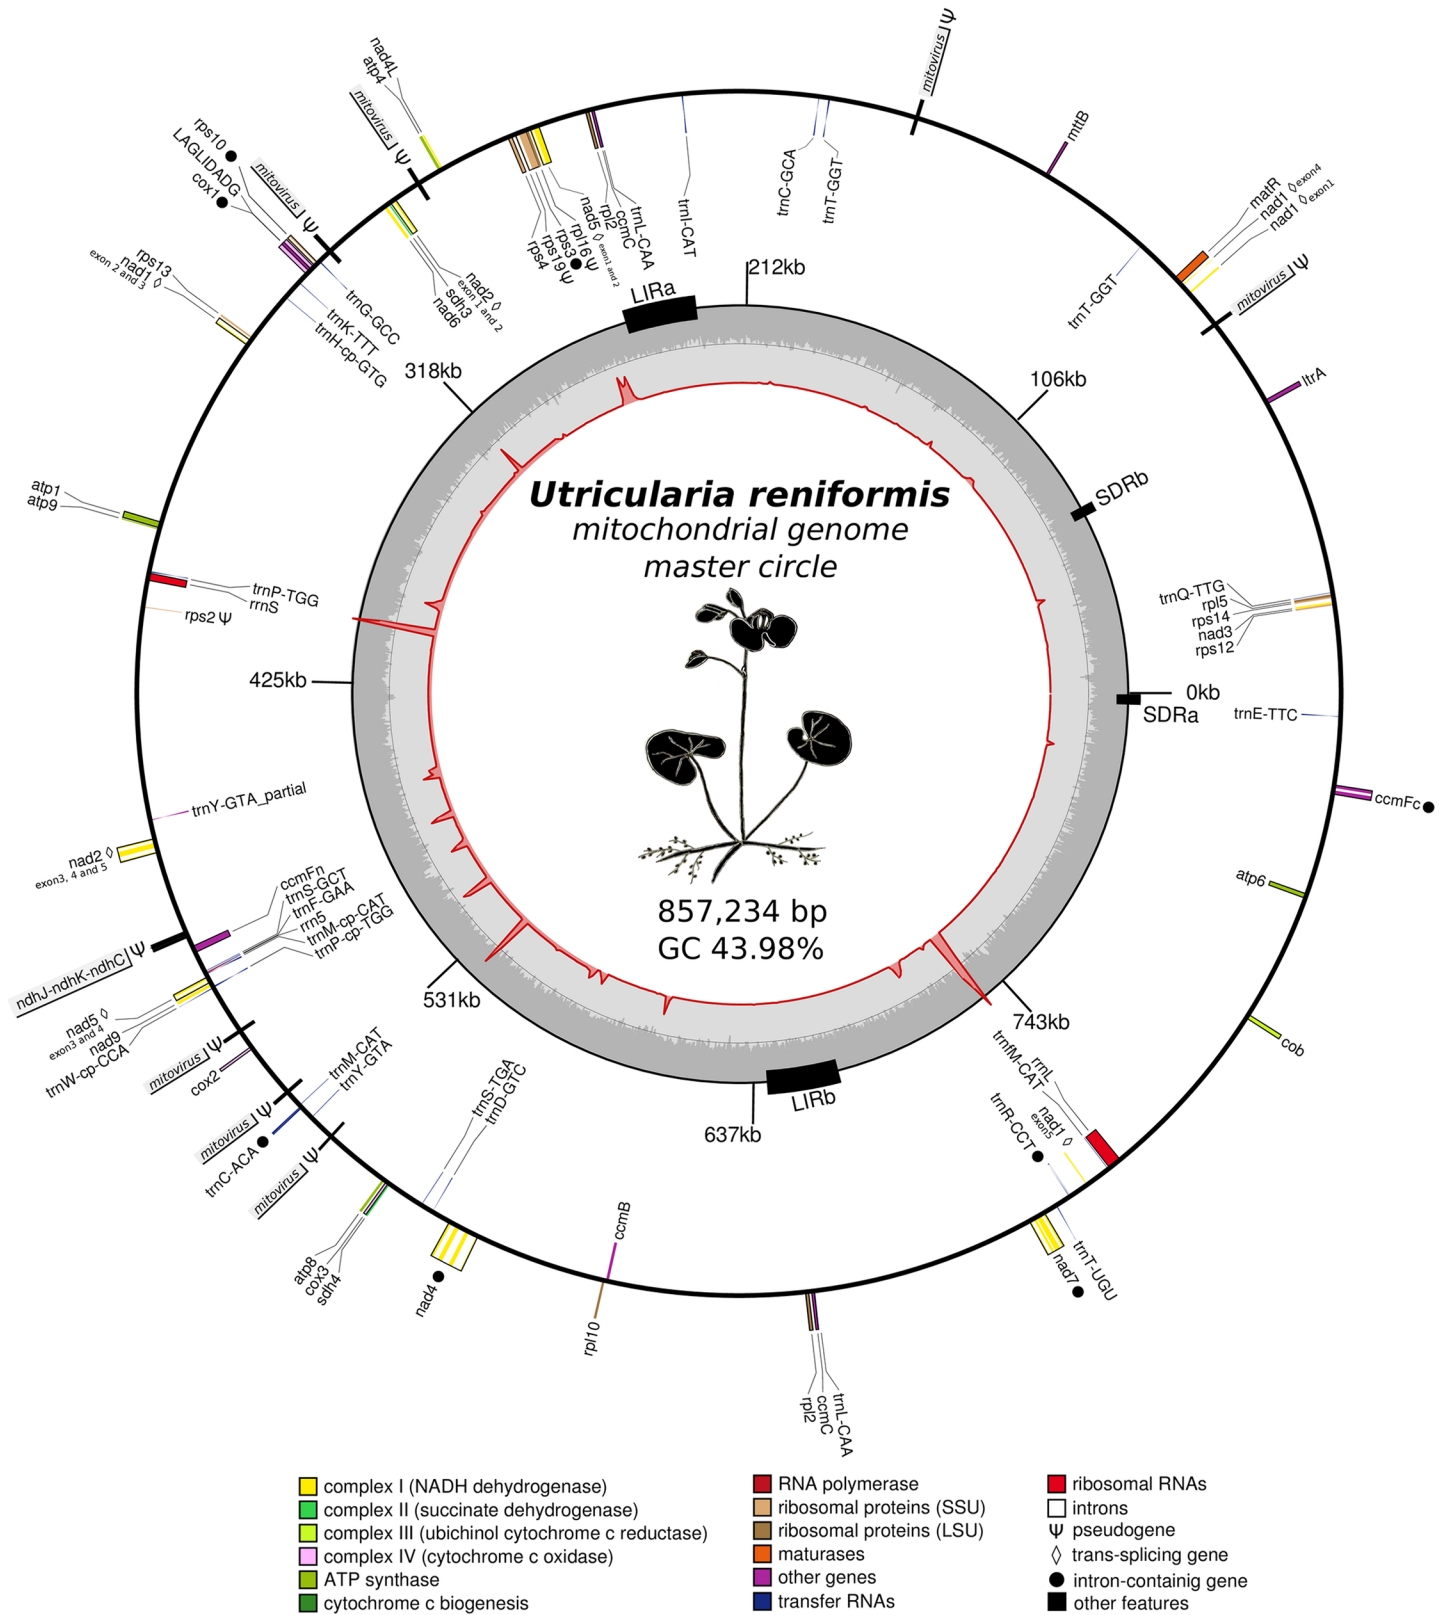 Utricularia reniformis
mitochondrial genome
master circle
857,234 bp
GC 43.98%
0kb
106kb
212kb
318kb
425kb
531kb
637kb
743kb
LIRa
LIRb
SDRa
SDRb
mitovirus Ψ
mttB
matR
nad1 ◊ exon4
nad1 ◊ exon1
mitovirus Ψ
ltrA
trnT-GGT
trnQ-TTG
rpl5
rps14
nad3
rps12
trnE-TTC
ccmFc ●
atp6
cob
rrnL
trnfM-CAT
nad1 ◊
exon5
trnR-CCT ●
trnT-UGU
nad7 ●
trnL-CAA
ccmC
rpl2
ccmB
rpl10
trnS-TGA
trnD-GTC
nad4 ●
atp8
cox3
sdh4
mitovirus Ψ
trnM-CAT
trnY-GTA
trnC-ACA ●
mitovirus Ψ
cox2
mitovirus Ψ
ccmFn
trnS-GCT
trnF-GAA
rrn5
trnM-cp-CAT
trnP-cp-TGG
nad5 ◊
exon3 and 4
nad9
trnW-cp-CCA
ndhJ-ndhK-ndhC Ψ
nad2 ◊
exon3, 4 and 5
trnY-GTA_partial
rps2 Ψ
trnP-TGG
rrnS
atp1
atp9
rps13
nad1 ◊
exon 2 and 3
trnG-GCC
trnK-TTT
trnH-cp-GTG
rps10 ●
LAGLIDADG
cox1 ●
mitovirus Ψ
mitovirus Ψ
nad4L
atp4
nad2 ◊
exon 1 and 2
sdh3
nad6
nad5 ◊ exon1 and 2
rpl16 Ψ
rps3 ●
rps19 Ψ
rps4
trnL-CAA
ccmC
rpl2
trnI-CAT
trnC-GCA
trnT-GGT
complex I (NADH dehydrogenase)
complex II (succinate dehydrogenase)
complex III (ubichinol cytochrome c reductase)
complex IV (cytochrome c oxidase)
ATP synthase
cytochrome c biogenesis
RNA polymerase
ribosomal proteins (SSU)
ribosomal proteins (LSU)
maturases
other genes
transfer RNAs
ribosomal RNAs
introns
Ψ pseudogene
◊ trans-splicing gene
● intron-containig gene
other features